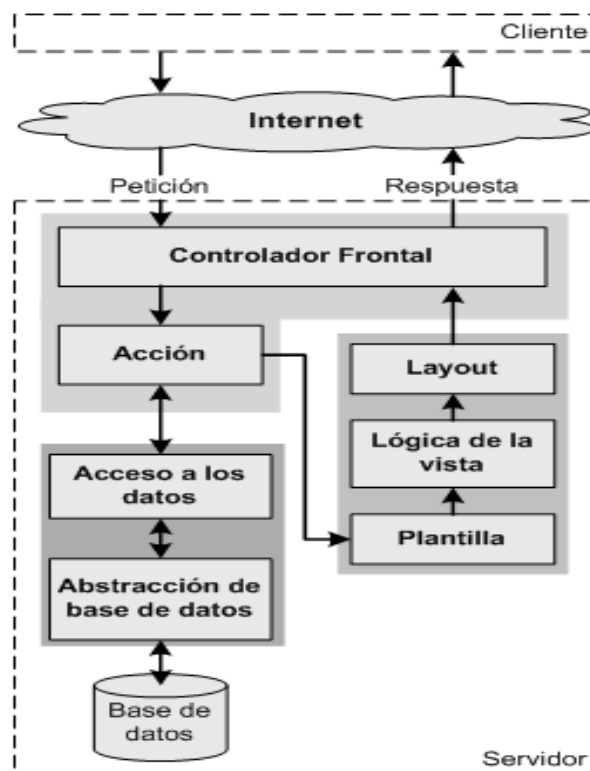 Cliente
Internet
Petición
Respuesta
Controlador Frontal
Acción
Layout
Lógica de la
vista
Plantilla
Acceso a los
datos
Abstracción de
base de datos
Base de
datos
Servidor